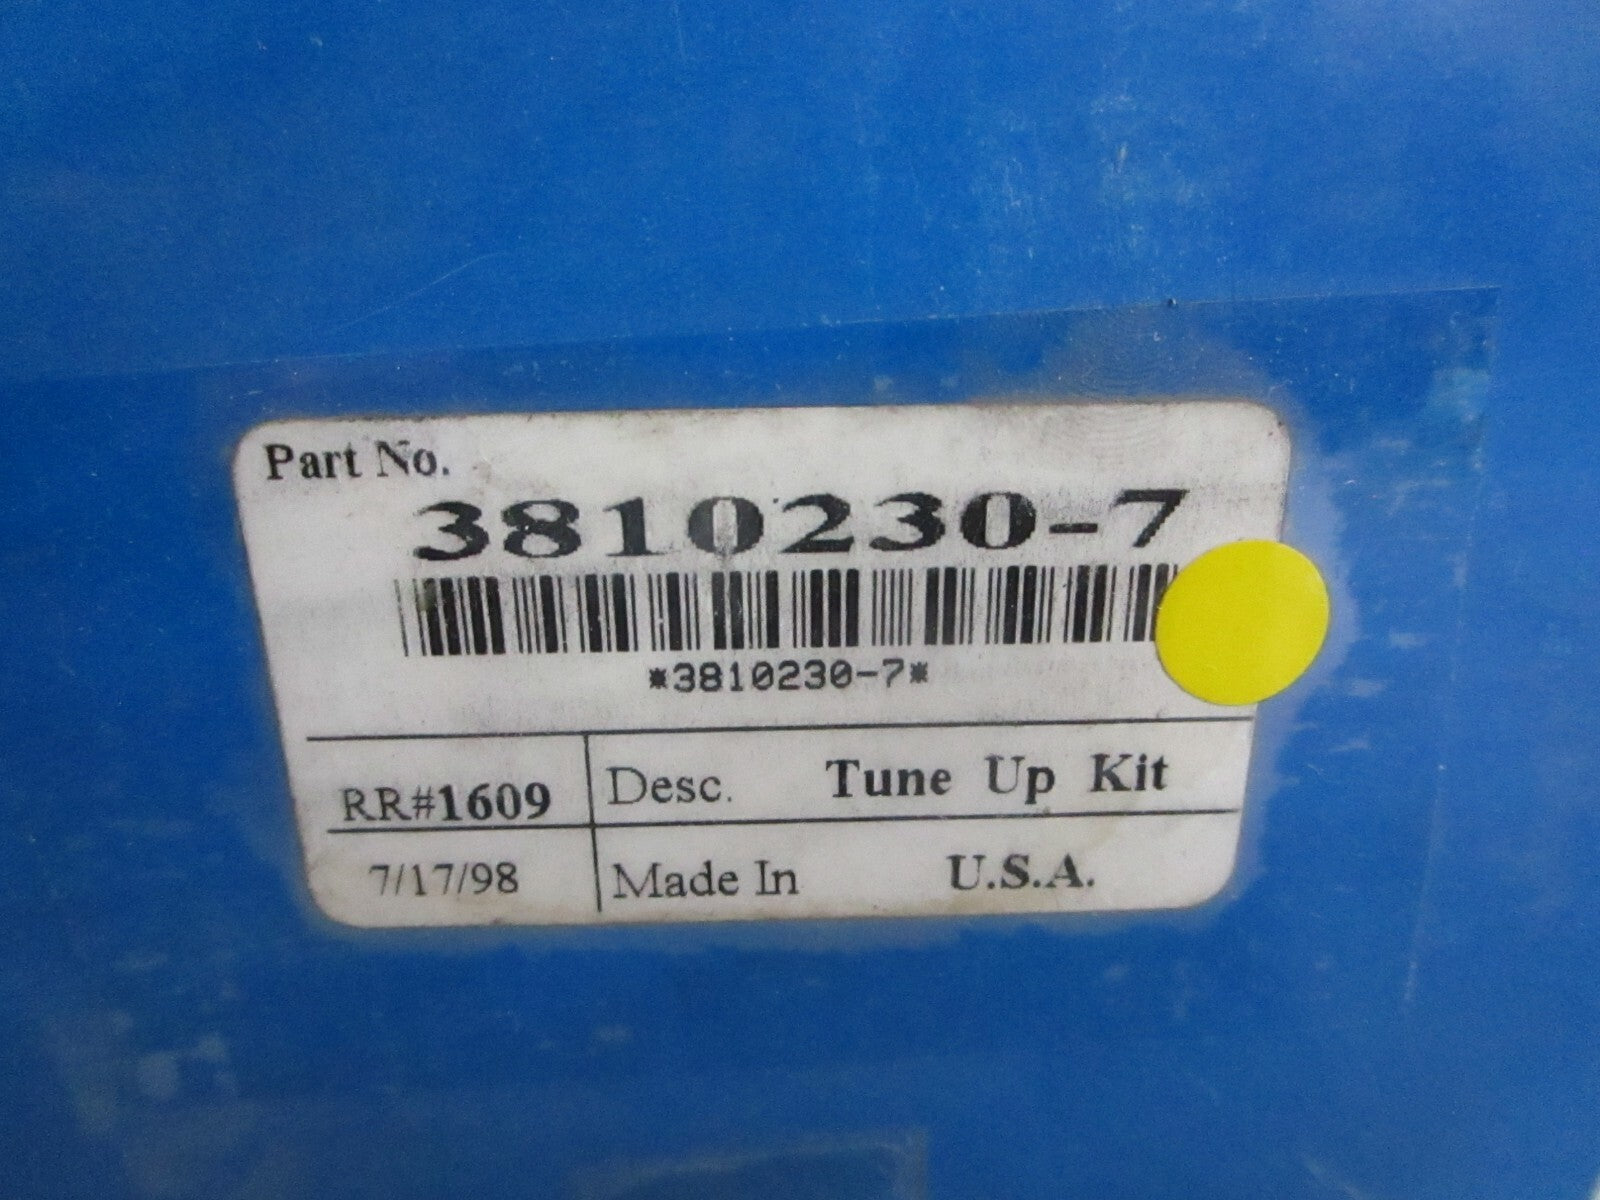 Part No.
3810230-7
*3810230-7*
RR#1609 Desc. Tune Up Kit
7/17/98 Made In U.S.A.